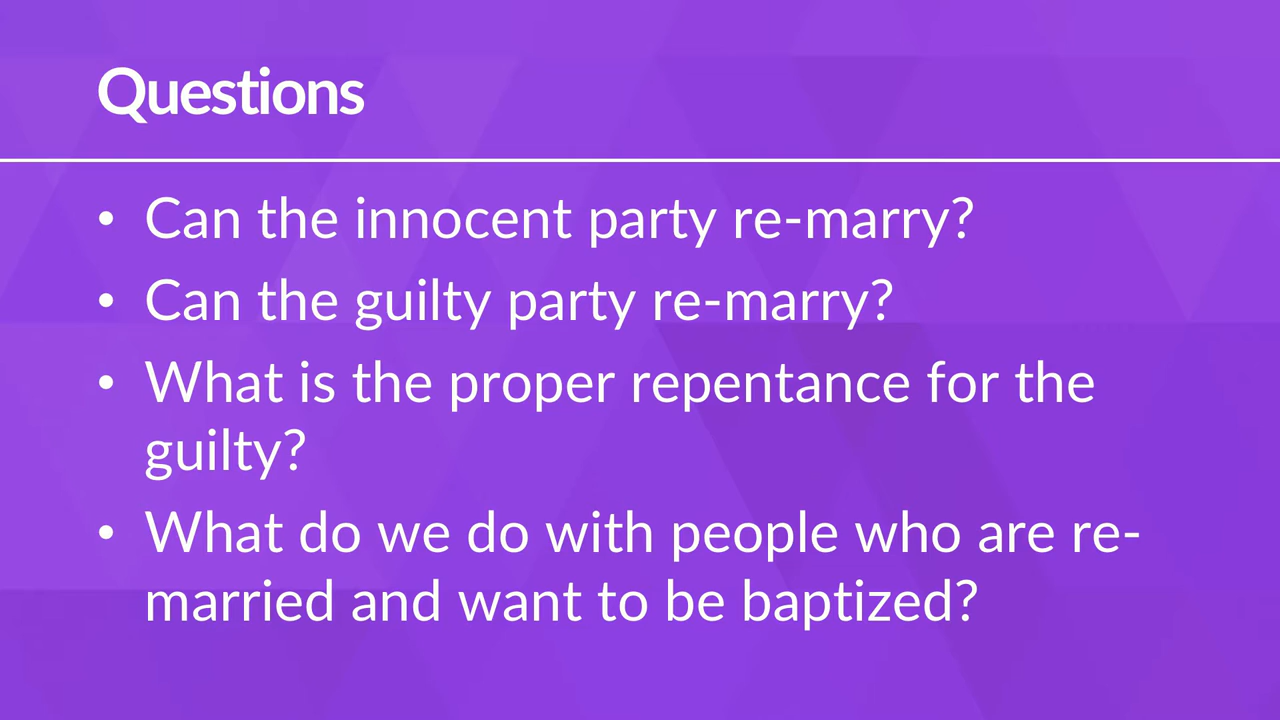 Questions
• Can the innocent party re-marry?
• Can the guilty party re-marry?
• What is the proper repentance for the
guilty?
• What do we do with people who are re-
married and want to be baptized?